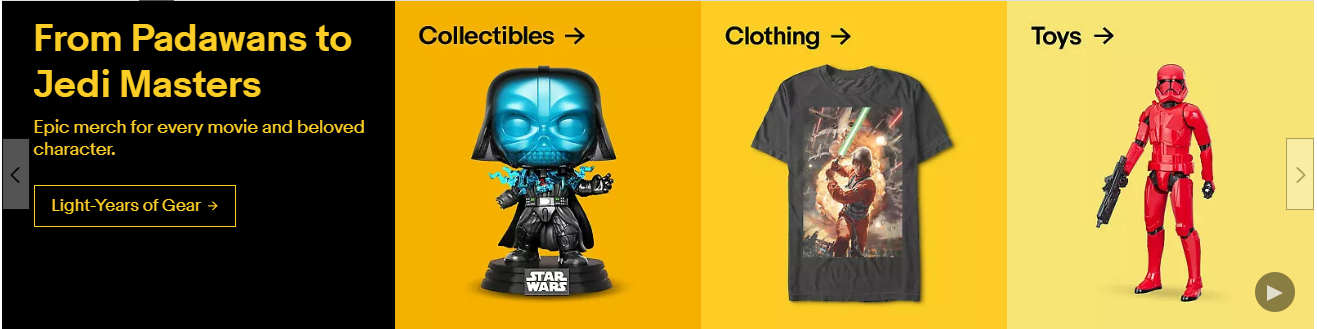 From Padawans to
Jedi Masters
Epic merch for every movie and beloved
character.
Light-Years of Gear →
Collectibles →
STAR
WARS
Clothing →
Toys →